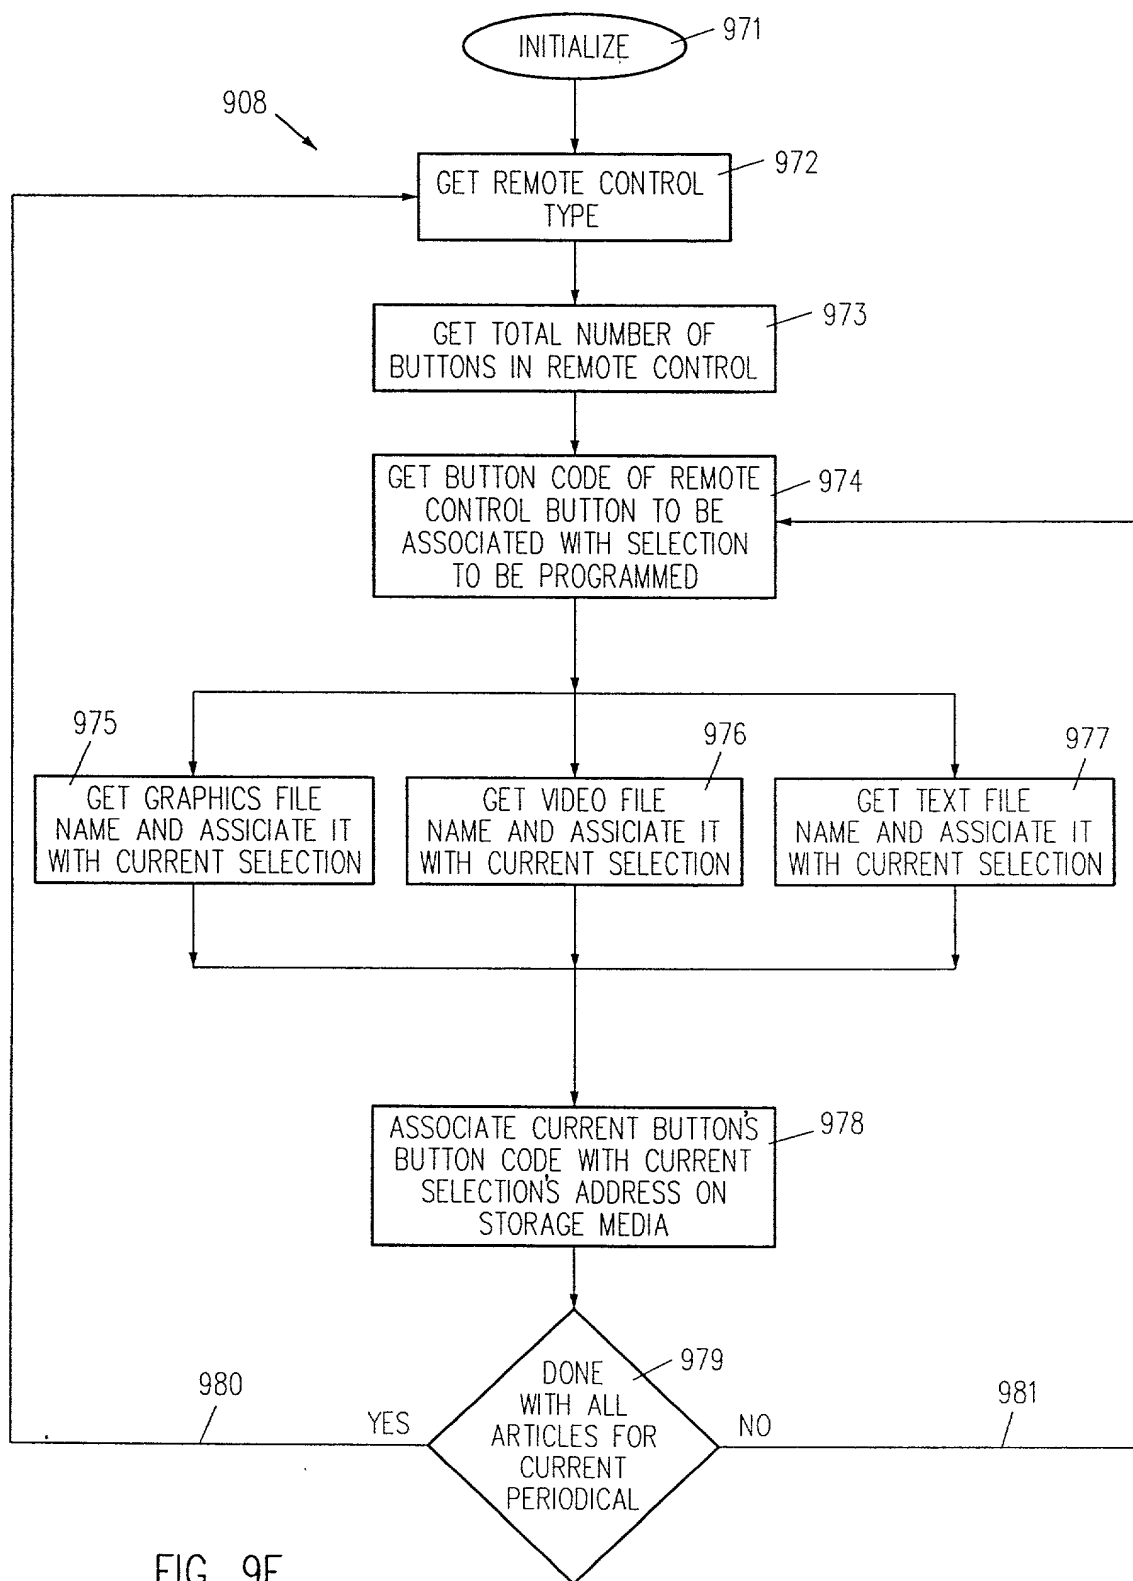 INITIALIZE
971
908
GET REMOTE CONTROL
TYPE
972
GET TOTAL NUMBER OF
BUTTONS IN REMOTE CONTROL
973
GET BUTTON CODE OF REMOTE
CONTROL BUTTON TO BE
ASSOCIATED WITH SELECTION
TO BE PROGRAMMED
974
975
GET GRAPHICS FILE
NAME AND ASSICIATE IT
WITH CURRENT SELECTION
976
GET VIDEO FILE
NAME AND ASSICIATE IT
WITH CURRENT SELECTION
977
GET TEXT FILE
NAME AND ASSICIATE IT
WITH CURRENT SELECTION
ASSOCIATE CURRENT BUTTON'S
BUTTON CODE WITH CURRENT
SELECTION'S ADDRESS ON
STORAGE MEDIA
978
DONE
WITH ALL
ARTICLES FOR
CURRENT
PERIODICAL
979
980
YES
NO
981
FIG. 9F